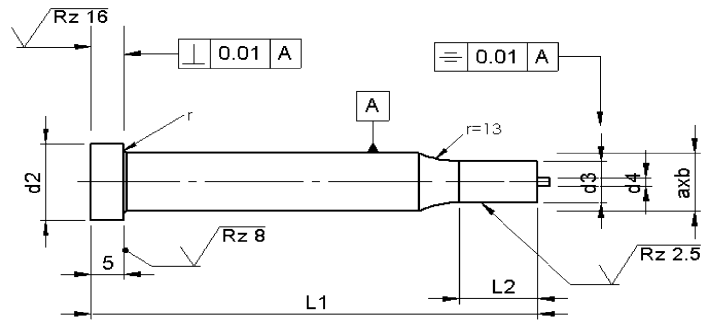 Rz 16
⊥ 0.01 A
⌯ 0.01 A
A
r
r=13
d2
d3
d4
axb
Rz 8
Rz 2.5
5
L2
L1